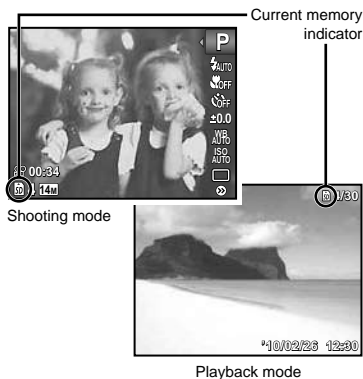 Current memory
indicator
P
AUTO
OFF
OFF
±0.0
WB
AUTO
ISO
AUTO
00:34
SD 14M
Shooting mode
/30
'10/02/26 12:30
Playback mode